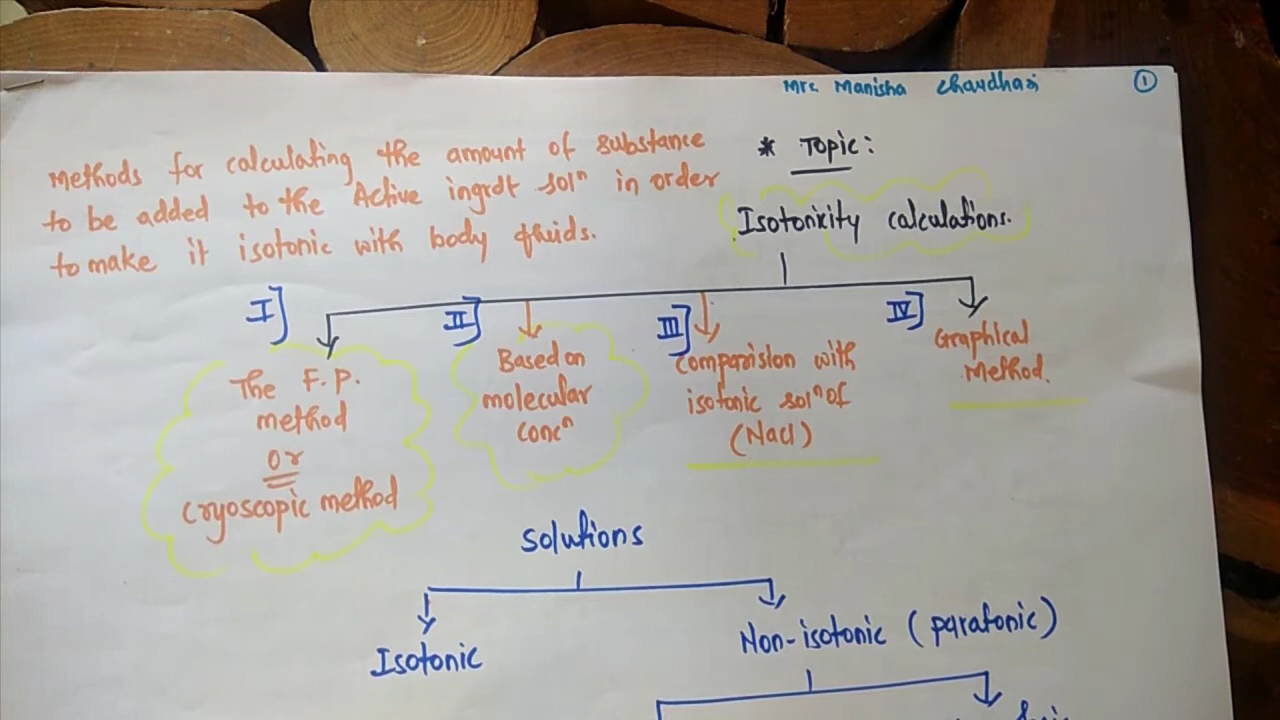 Mrs. Manisha Chaudhari ①
* Topic:
Isotonicity calculations.
Methods for calculating the amount of substance
to be added to the Active ingrdt solⁿ in order
to make it isotonic with body fluids.
I]
The F.P.
method
Or
Cryoscopic method
II]
Based on
molecular
concⁿ
III]
Comparision with
isotonic solⁿ of
(NaCl)
IV]
Graphical
Method.
Solutions
Isotonic
Non-isotonic (paratonic)